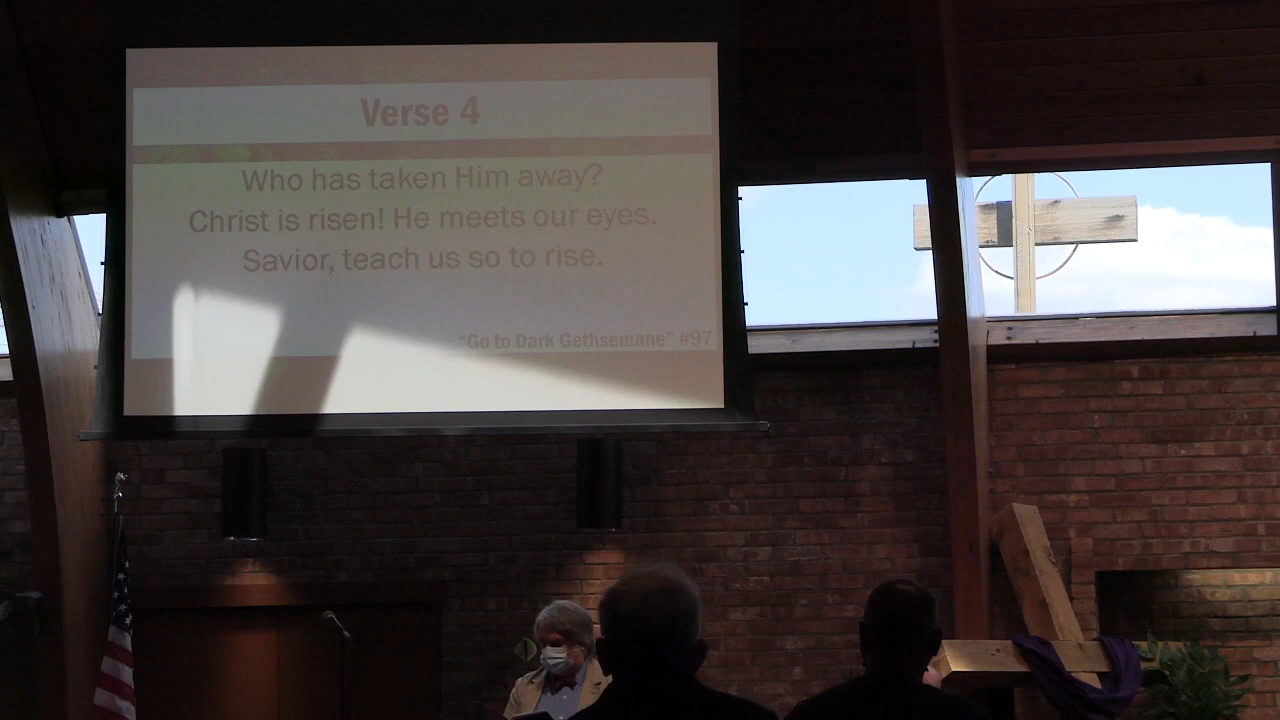 Verse 4
Who has taken Him away?
Christ is risen! He meets our eyes.
Savior, teach us so to rise.
"Go to Dark Gethsemane" #97